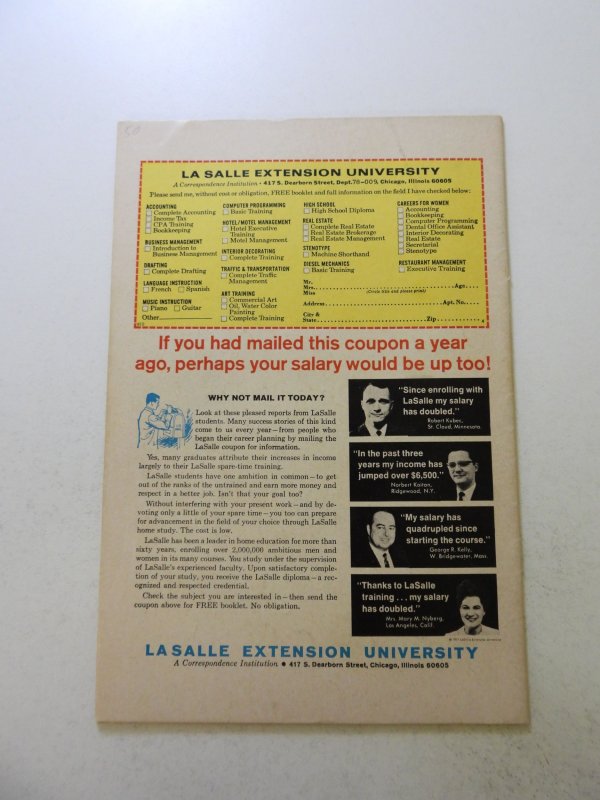 LA SALLE EXTENSION UNIVERSITY
A Correspondence Institution • 417 S. Dearborn Street, Dept. 78-009, Chicago, Illinois 60605
Please send me, without cost or obligation, FREE booklet and full information on the field I have checked below:
ACCOUNTING
Complete Accounting
Income Tax
CPA Training
Bookkeeping
BUSINESS MANAGEMENT
Introduction to
Business Management
DRAFTING
Complete Drafting
LANGUAGE INSTRUCTION
French Spanish
MUSIC INSTRUCTION
Piano Guitar
Other
COMPUTER PROGRAMMING
Basic Training
HOTEL/MOTEL MANAGEMENT
Hotel Executive
Training
Motel Management
INTERIOR DECORATING
Complete Training
TRAFFIC & TRANSPORTATION
Complete Traffic
Management
ART TRAINING
Commercial Art
Oil, Water Color
Painting
Complete Training
HIGH SCHOOL
High School Diploma
REAL ESTATE
Complete Real Estate
Real Estate Brokerage
Real Estate Management
STENOTYPE
Machine Shorthand
DIESEL MECHANICS
Basic Training
CAREERS FOR WOMEN
Accounting
Bookkeeping
Computer Programming
Dental Office Assistant
Interior Decorating
Real Estate
Secretarial
Stenotype
RESTAURANT MANAGEMENT
Executive Training
Mr.
Mrs. Age
Miss (Circle title and please print)
Address Apt. No.
City &
State Zip
If you had mailed this coupon a year
ago, perhaps your salary would be up too!
WHY NOT MAIL IT TODAY?
Look at these pleased reports from LaSalle
students. Many success stories of this kind
come to us every year—from people who
began their career planning by mailing the
LaSalle coupon for information.
Yes, many graduates attribute their increases in income
largely to their LaSalle spare-time training.
LaSalle students have one ambition in common—to get
out of the ranks of the untrained and earn more money and
respect in a better job. Isn't that your goal too?
Without interfering with your present work—and by de-
voting only a little of your spare time—you too can prepare
for advancement in the field of your choice through LaSalle
home study. The cost is low.
LaSalle has been a leader in home education for more than
sixty years, enrolling over 2,000,000 ambitious men and
women in its many courses. You study under the supervision
of LaSalle's experienced faculty. Upon satisfactory comple-
tion of your study, you receive the LaSalle diploma—a rec-
ognized and respected credential.
Check the subject you are interested in—then send the
coupon above for FREE booklet. No obligation.
"Since enrolling with
LaSalle my salary
has doubled."
Robert Kubec,
St. Cloud, Minnesota.
"In the past three
years my income has
jumped over $6,500."
Norbert Kaitan,
Ridgewood, N.Y.
"My salary has
quadrupled since
starting the course."
George R. Kelly,
W. Bridgewater, Mass.
"Thanks to LaSalle
training . . . my salary
has doubled."
Mrs. Mary M. Nyberg,
Los Angeles, Calif.
LA SALLE EXTENSION UNIVERSITY
A Correspondence Institution • 417 S. Dearborn Street, Chicago, Illinois 60605